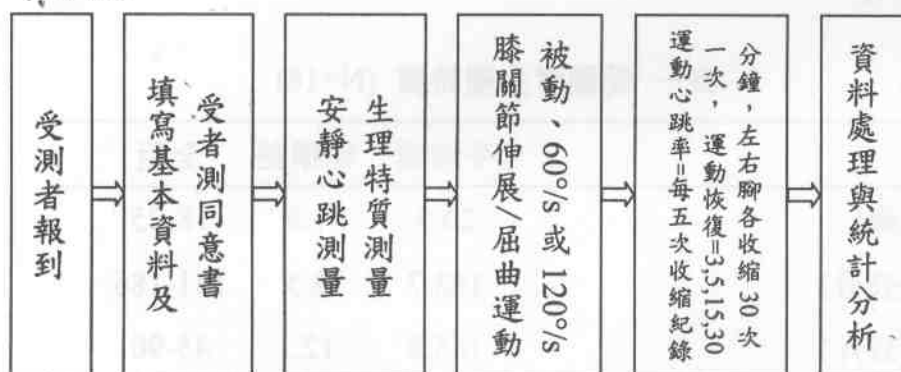 受測者報到
填寫基本資料及
受者測同意書
安靜心跳測量
生理特質測量
膝關節伸展/屈曲運動
被動、60°/s 或 120°/s
運動心跳率=每五次收縮紀錄
一次，運動恢復=3,5.15,30
分鐘，左右腳各收縮 30 次
資料處理與統計分析